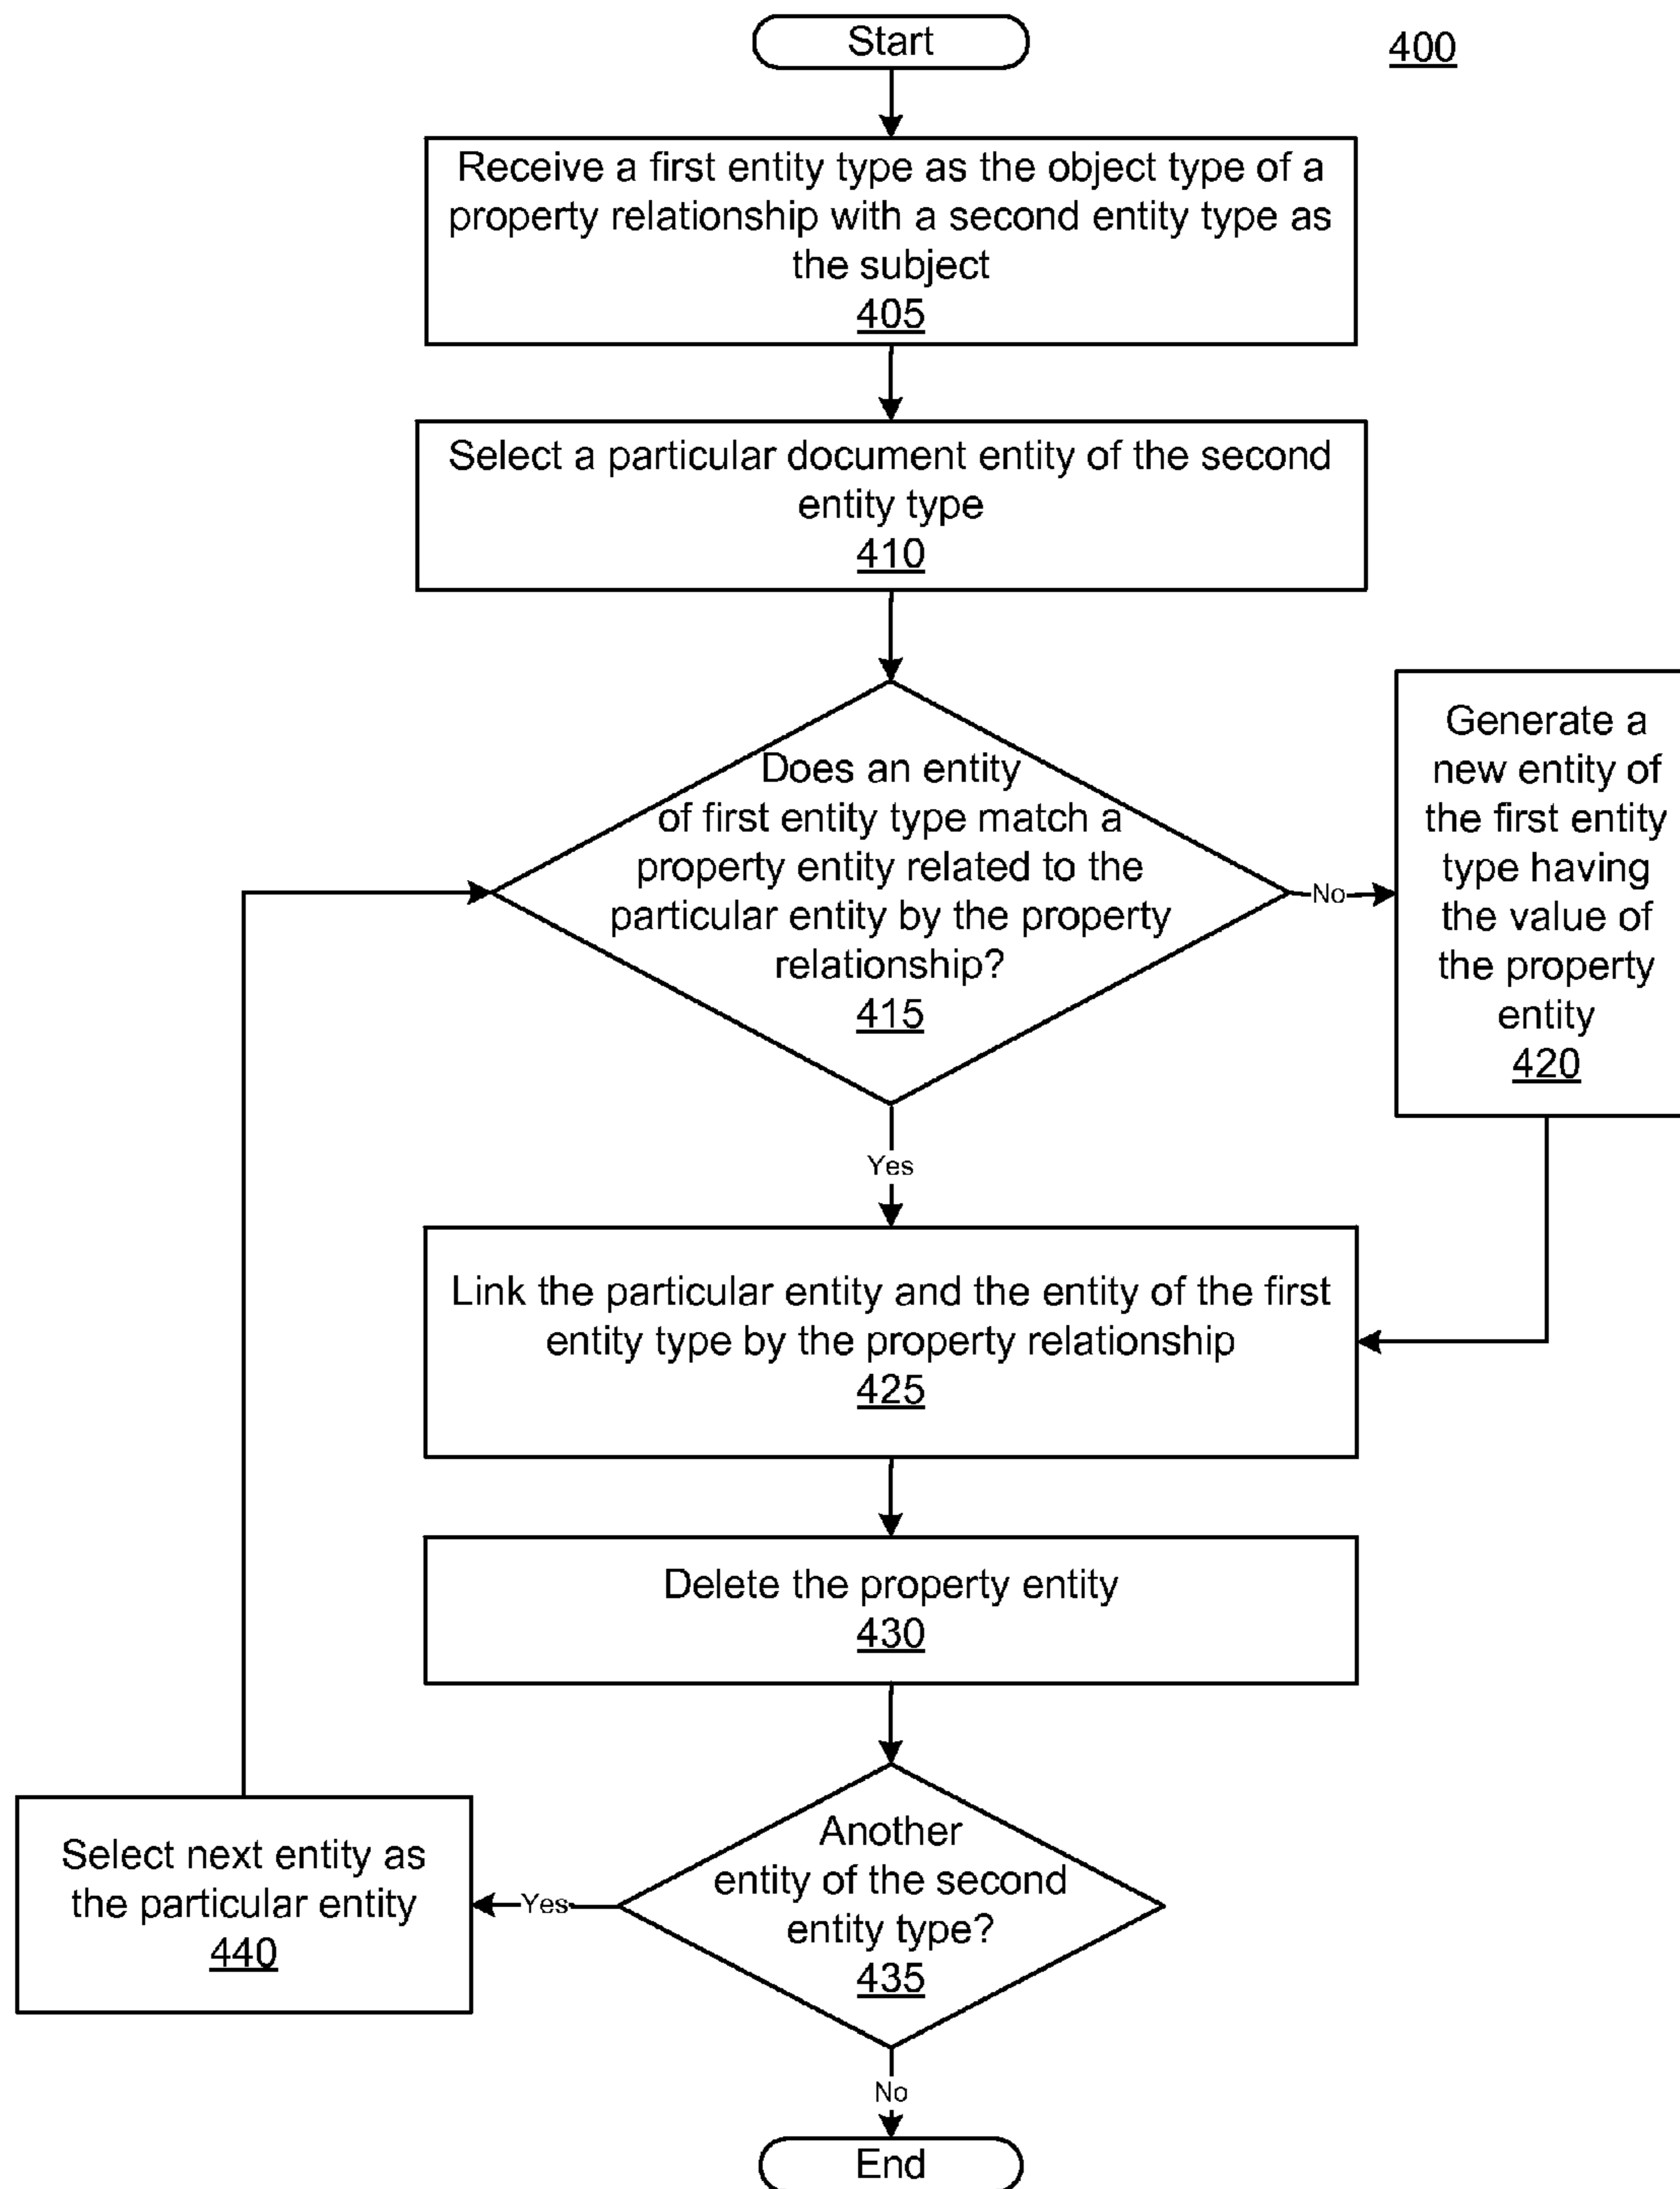 Start
400
Receive a first entity type as the object type of a
property relationship with a second entity type as
the subject
405
Select a particular document entity of the second
entity type
410
Does an entity
of first entity type match a
property entity related to the
particular entity by the property
relationship?
415
No
Generate a
new entity of
the first entity
type having
the value of
the property
entity
420
Yes
Link the particular entity and the entity of the first
entity type by the property relationship
425
Delete the property entity
430
Another
entity of the second
entity type?
435
Yes
Select next entity as
the particular entity
440
No
End